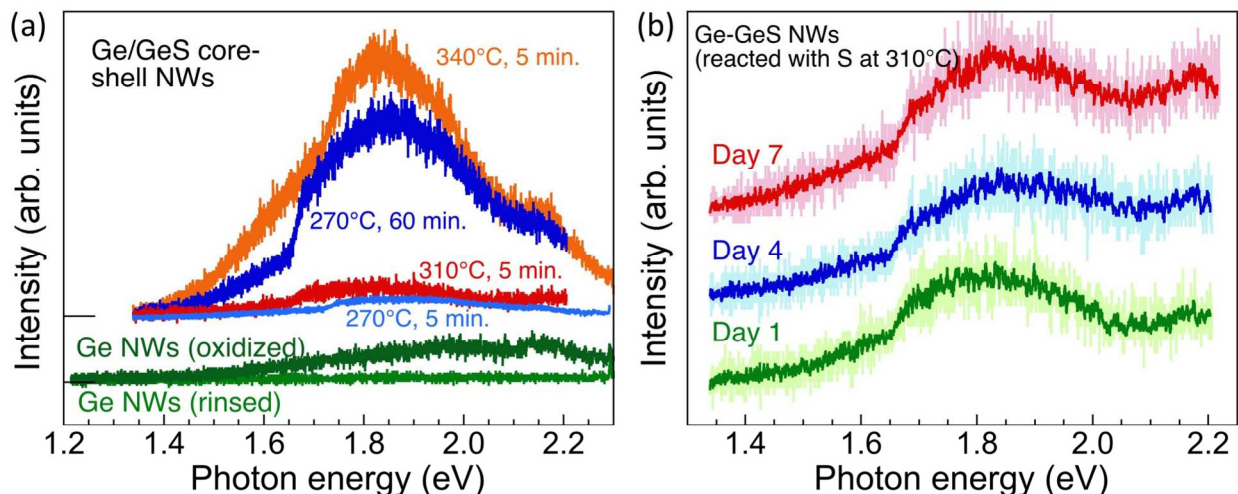 (a)
Ge/GeS core-
shell NWs
340°C, 5 min.
270°C, 60 min.
310°C, 5 min.
270°C, 5 min.
Ge NWs (oxidized)
Ge NWs (rinsed)
Intensity (arb. units)
1.2 1.4 1.6 1.8 2.0 2.2
Photon energy (eV)
(b)
Ge-GeS NWs
(reacted with S at 310°C)
Day 7
Day 4
Day 1
Intensity (arb. units)
1.4 1.6 1.8 2.0 2.2
Photon energy (eV)